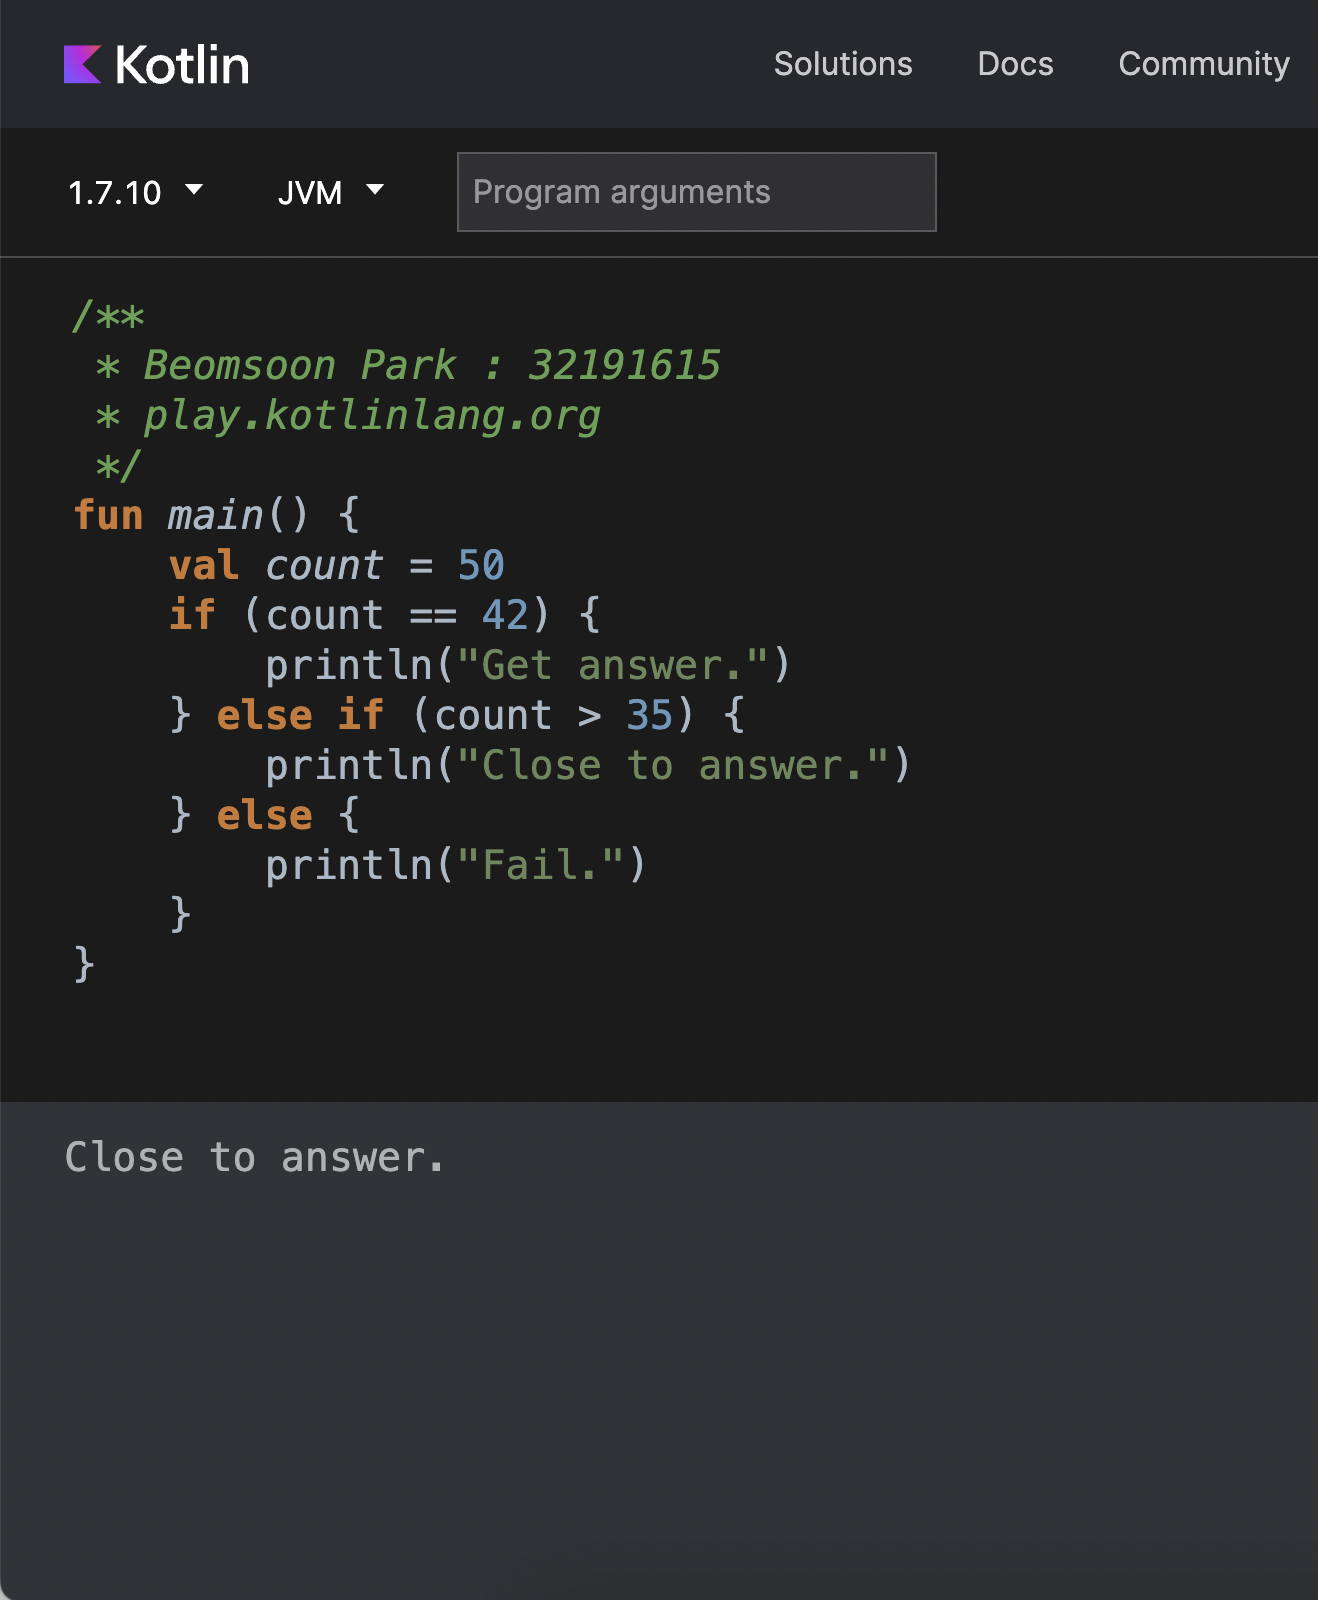 Kotlin Solutions Docs Community
1.7.10 JVM Program arguments
/**
 * Beomsoon Park : 32191615
 * play.kotlinlang.org
 */
fun main() {
    val count = 50
    if (count == 42) {
        println("Get answer.")
    } else if (count > 35) {
        println("Close to answer.")
    } else {
        println("Fail.")
    }
}
Close to answer.